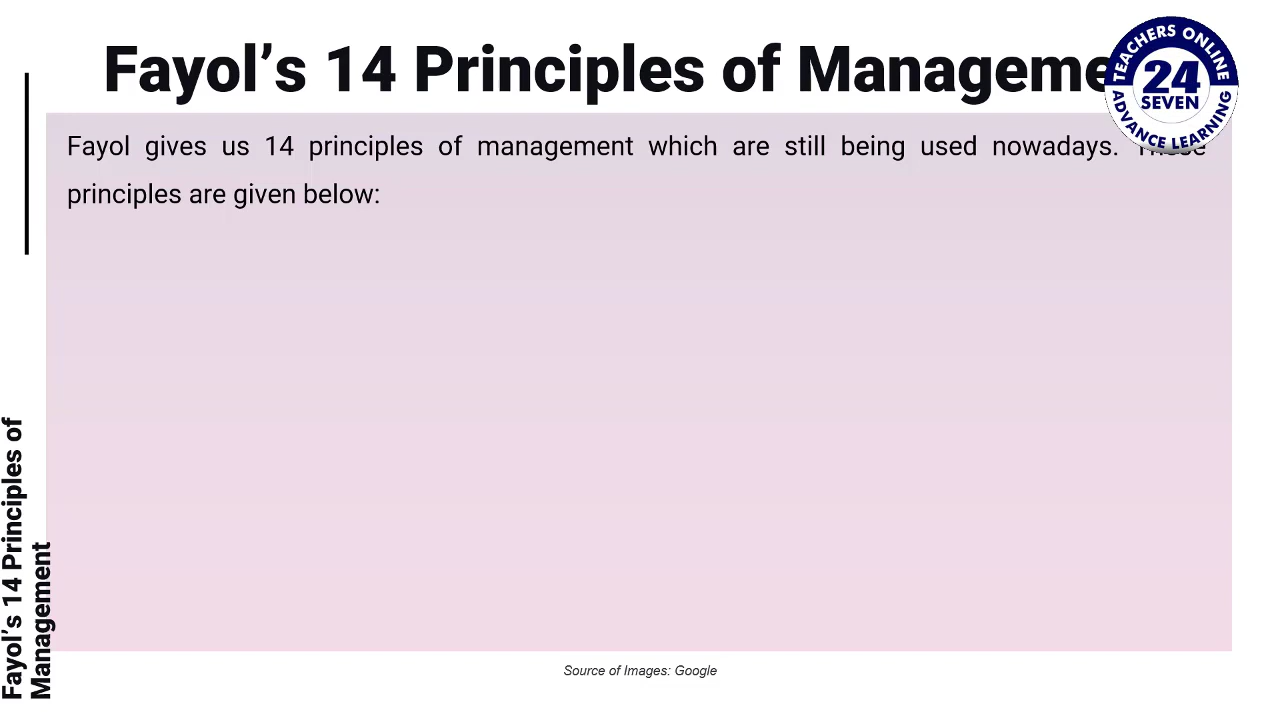 Fayol’s 14 Principles of Manageme
TEACHERS ONLINE
24
SEVEN
ADVANCE LEARNING
Fayol gives us 14 principles of management which are still being used nowadays.
principles are given below:
Fayol’s 14 Principles of
Management
Source of Images: Google